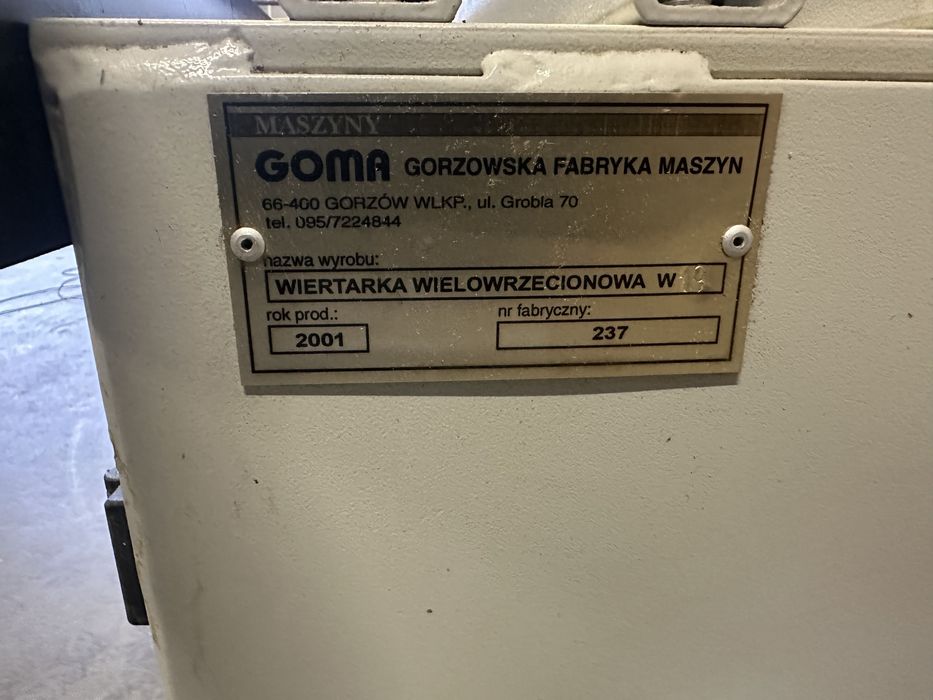 MASZYNY
GOMA GORZOWSKA FABRYKA MASZYN
66-400 GORZÓW WLKP., ul. Grobla 70
tel. 095/7224844
nazwa wyrobu:
WIERTARKA WIELOWRZECIONOWA W 19
rok prod.:
nr fabryczny:
2001
237